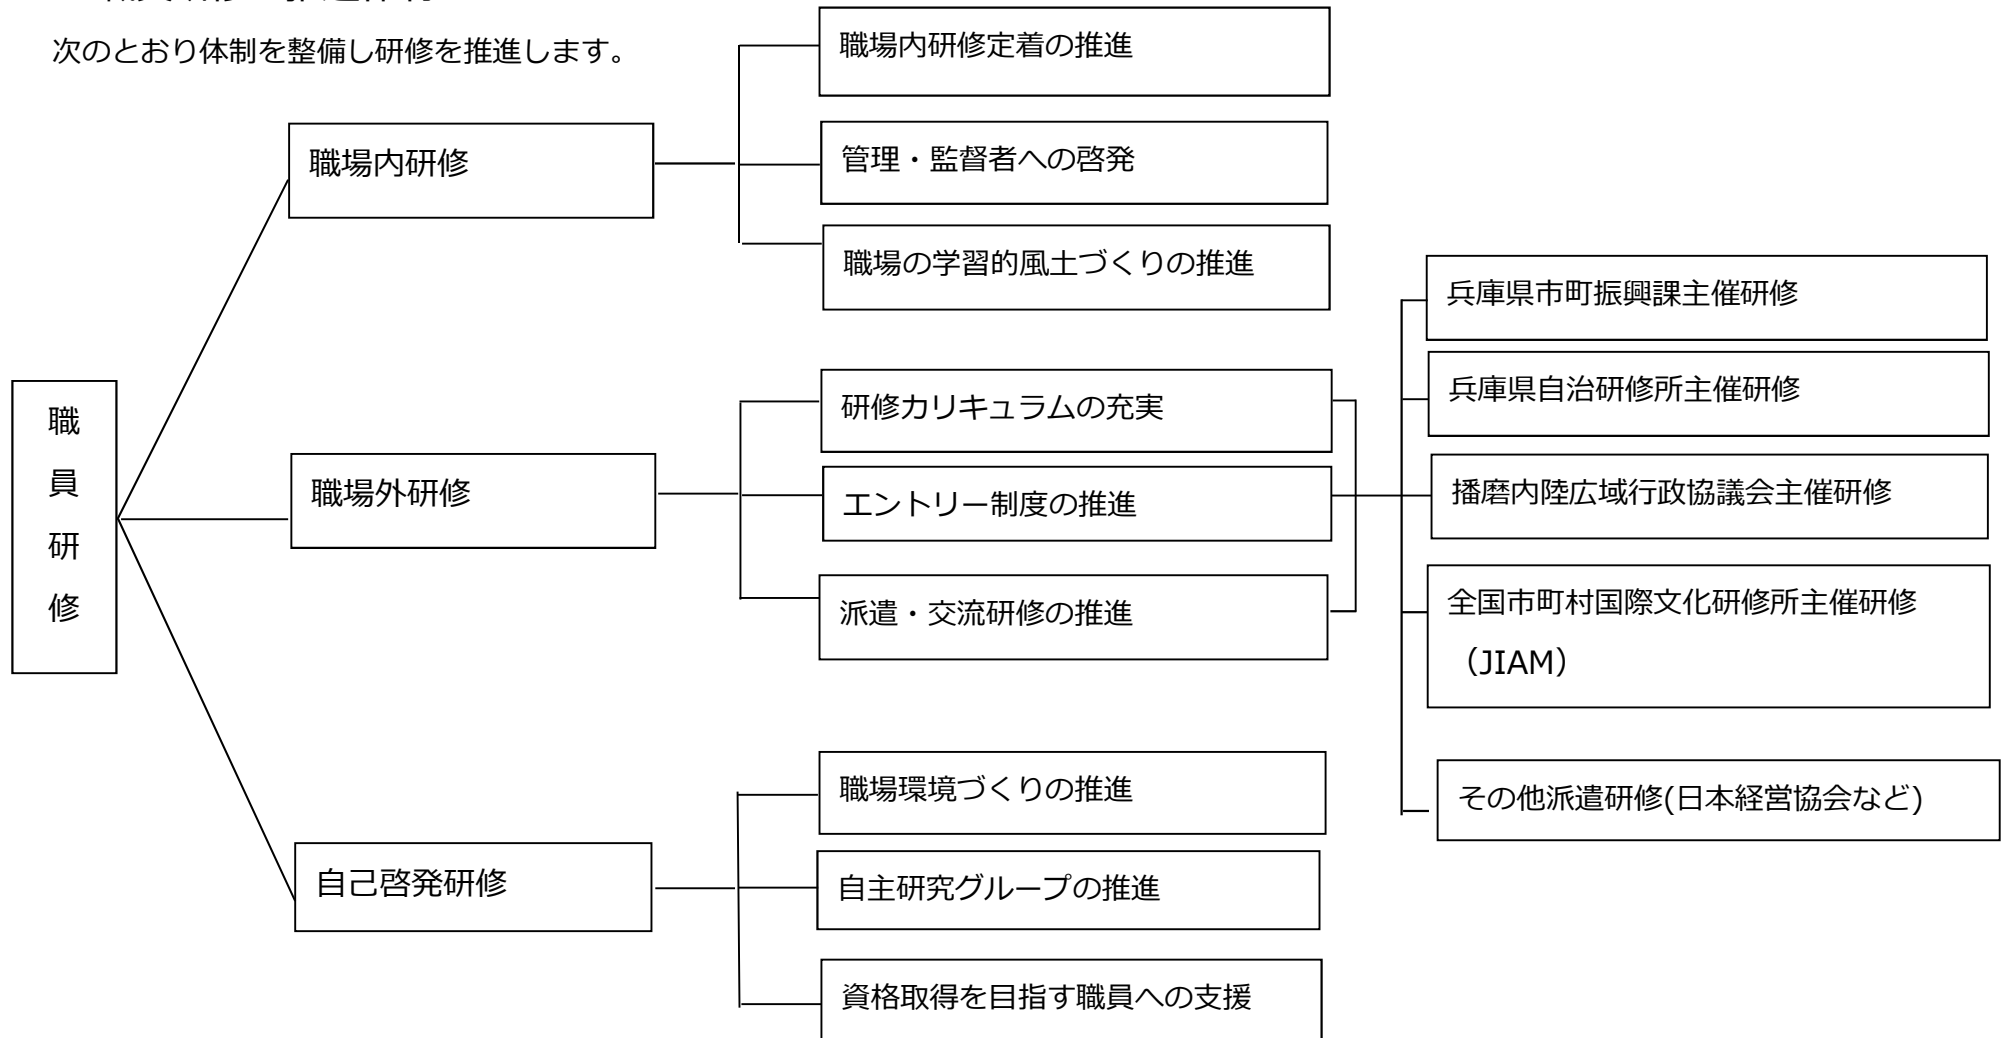 次のとおり体制を整備し研修を推進します。
職員研修
職場内研修
職場内研修定着の推進
管理・監督者への啓発
職場の学習的風土づくりの推進
職場外研修
研修カリキュラムの充実
エントリー制度の推進
派遣・交流研修の推進
兵庫県市町振興課主催研修
兵庫県自治研修所主催研修
播磨内陸広域行政協議会主催研修
全国市町村国際文化研修所主催研修
（JIAM）
その他派遣研修(日本経営協会など)
自己啓発研修
職場環境づくりの推進
自主研究グループの推進
資格取得を目指す職員への支援